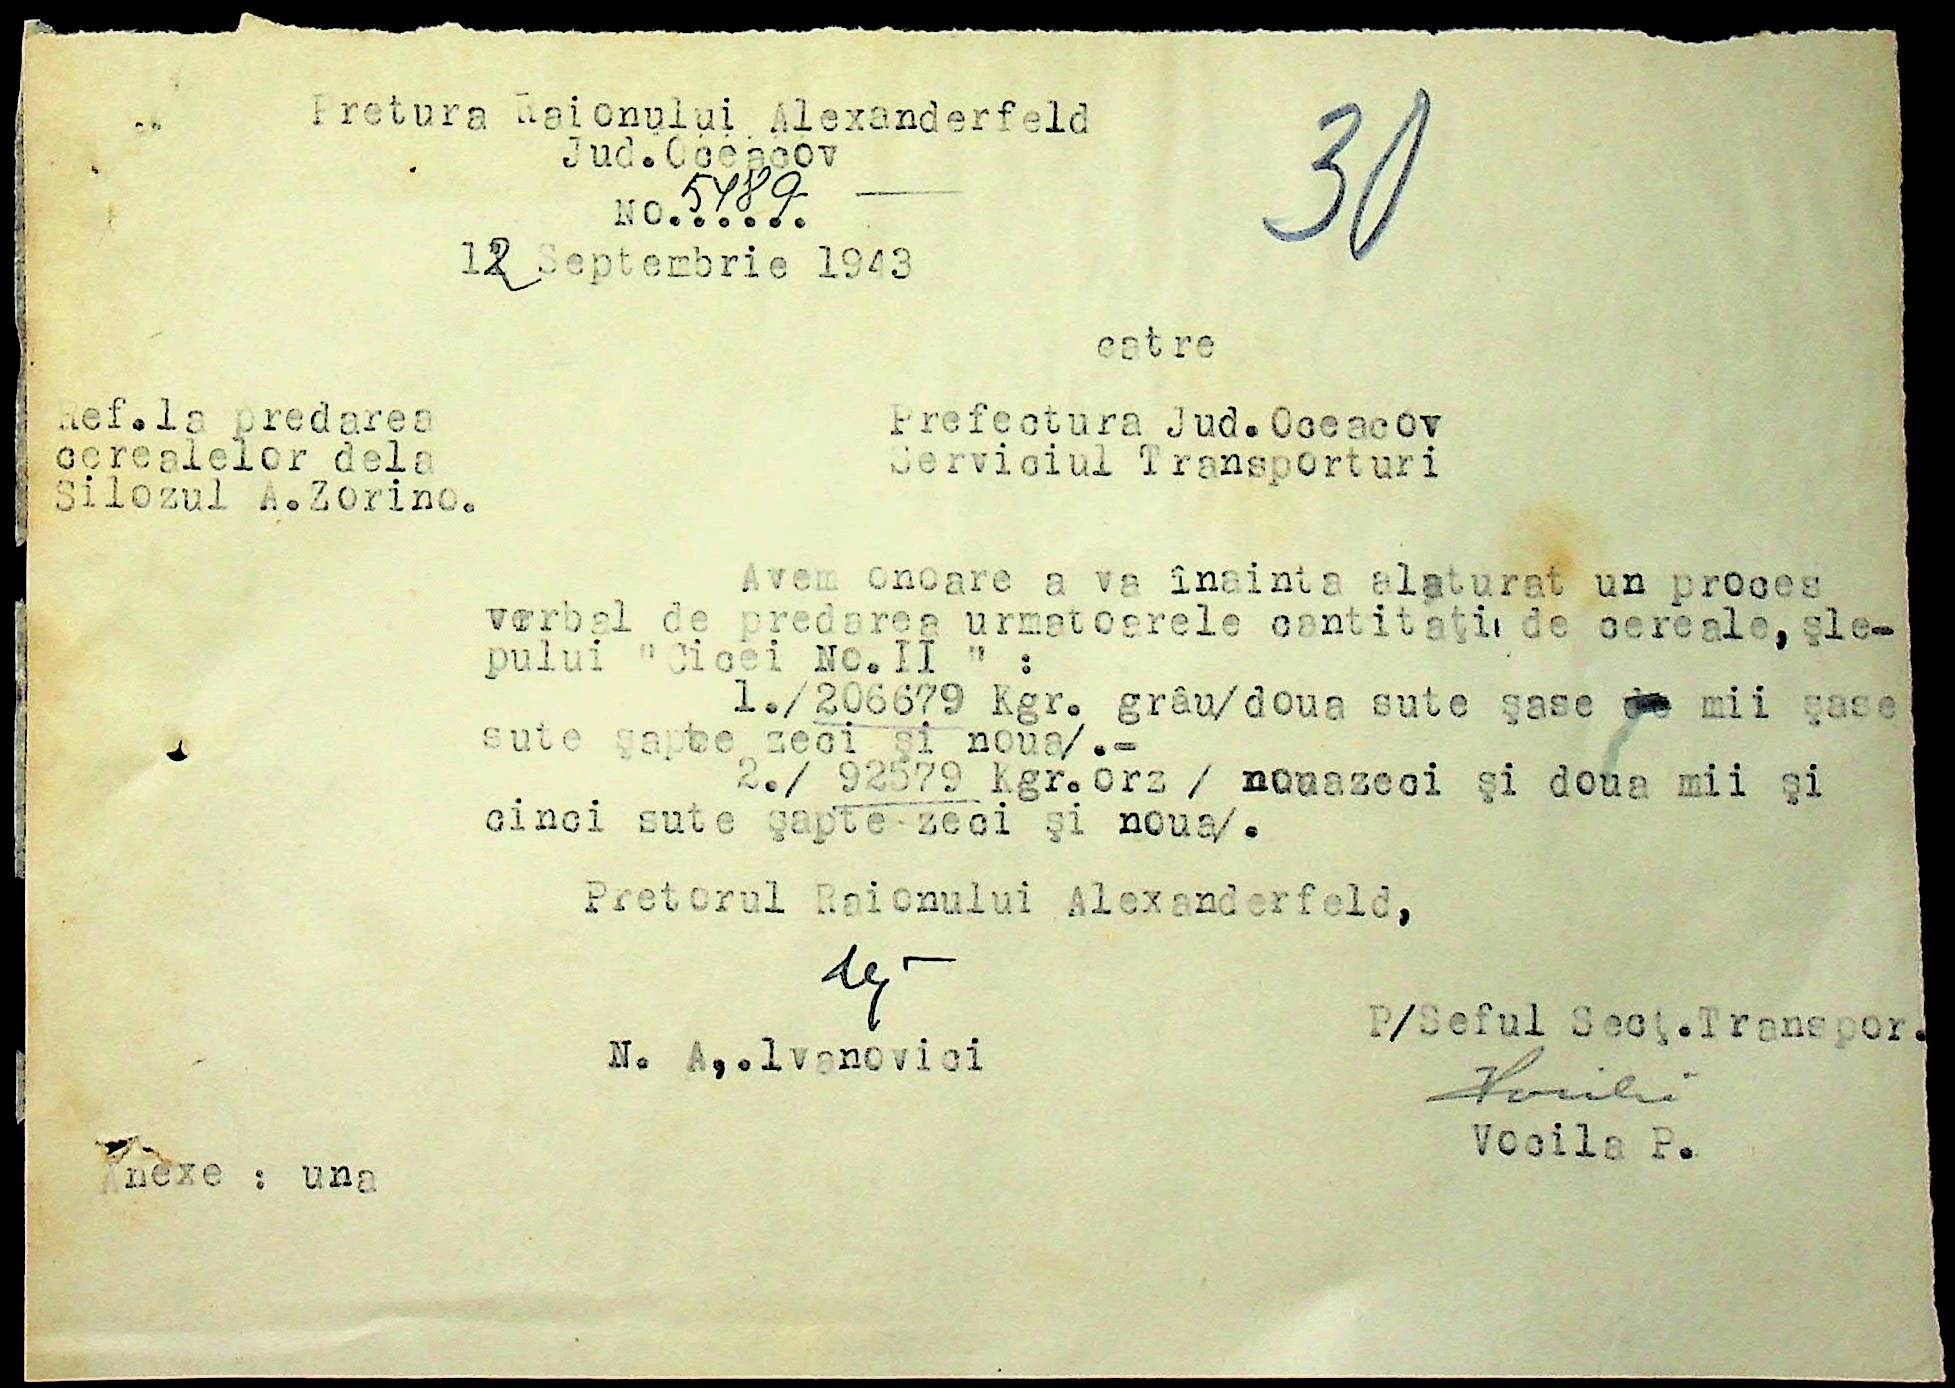 Pretura Raionului Alexanderfeld
30
Jud.Oceacov
No.5489
12 Septembrie 1943
catre
Ref.la predarea
cerealelor dela
Silozul A.Zorino.
Prefectura Jud.Oceacov
Serviciul Transporturi
Avem onoare a va înainta alaturat un proces
verbal de predarea urmatoarele cantitaţi de cereale, şle-
pului "Cicei No.II " :
1./206679 Kgr. grâu/doua sute şase mii şase
sute şapte zeci şi noua/.-
2./ 92579 Kgr.orz / nouazeci şi doua mii şi
cinci sute şapte zeci şi noua/.
Pretorul Raionului Alexanderfeld,
N. A,.lvanovici
P/Seful Secţ.Transpor.
Vocila P.
Anexe : una